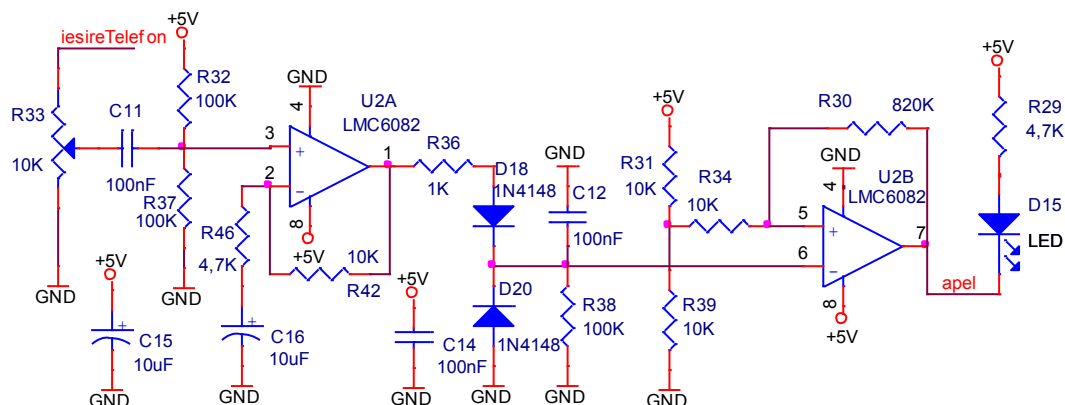 iesireTelefon
+5V
R33
10K
C11
100nF
R32
100K
R37
100K
GND
4
U2A
LMC6082
3
+
2
-
1
8
+5V
R36
1K
R46
4,7K
10K
R42
D18
1N4148
D20
1N4148
GND
C12
100nF
R38
100K
+5V
R31
10K
R34
10K
R39
10K
R30
820K
GND
4
U2B
LMC6082
5
+
6
-
7
8
+5V
+5V
R29
4,7K
D15
LED
apel
GND
+5V
+
C15
10uF
GND
+
C16
10uF
GND
+5V
C14
100nF
GND
GND
GND
GND
GND